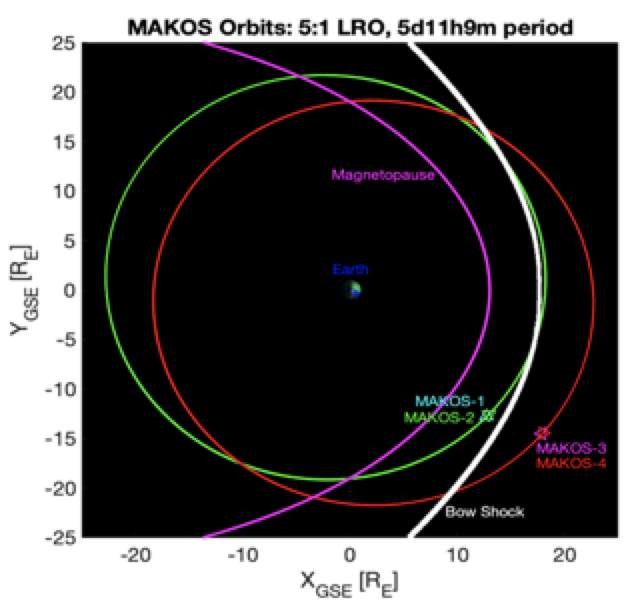 MAKOS Orbits: 5:1 LRO, 5d11h9m period
25
20
15
10
5
0
-5
-10
-15
-20
-25
Y_GSE [R_E]
Magnetopause
Earth
MAKOS-1
MAKOS-2
MAKOS-3
MAKOS-4
Bow Shock
-20
-10
0
10
20
X_GSE [R_E]